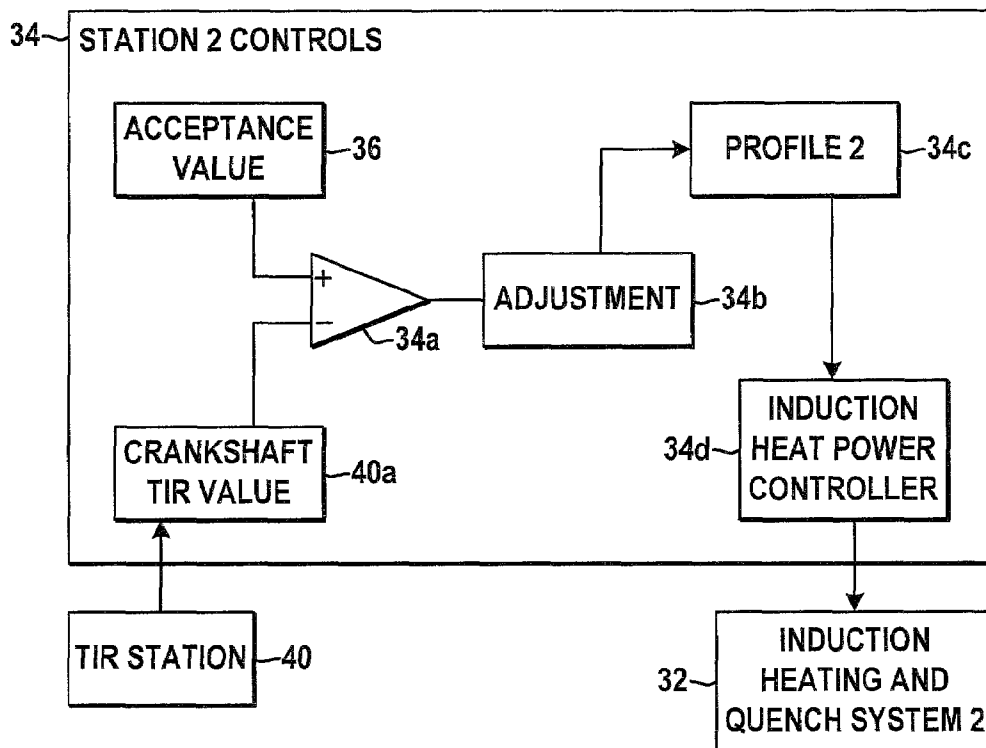 34
STATION 2 CONTROLS
ACCEPTANCE
VALUE
36
PROFILE 2
34c
+
−
34a
ADJUSTMENT
34b
CRANKSHAFT
TIR VALUE
40a
34d
INDUCTION
HEAT POWER
CONTROLLER
TIR STATION
40
32
INDUCTION
HEATING AND
QUENCH SYSTEM 2